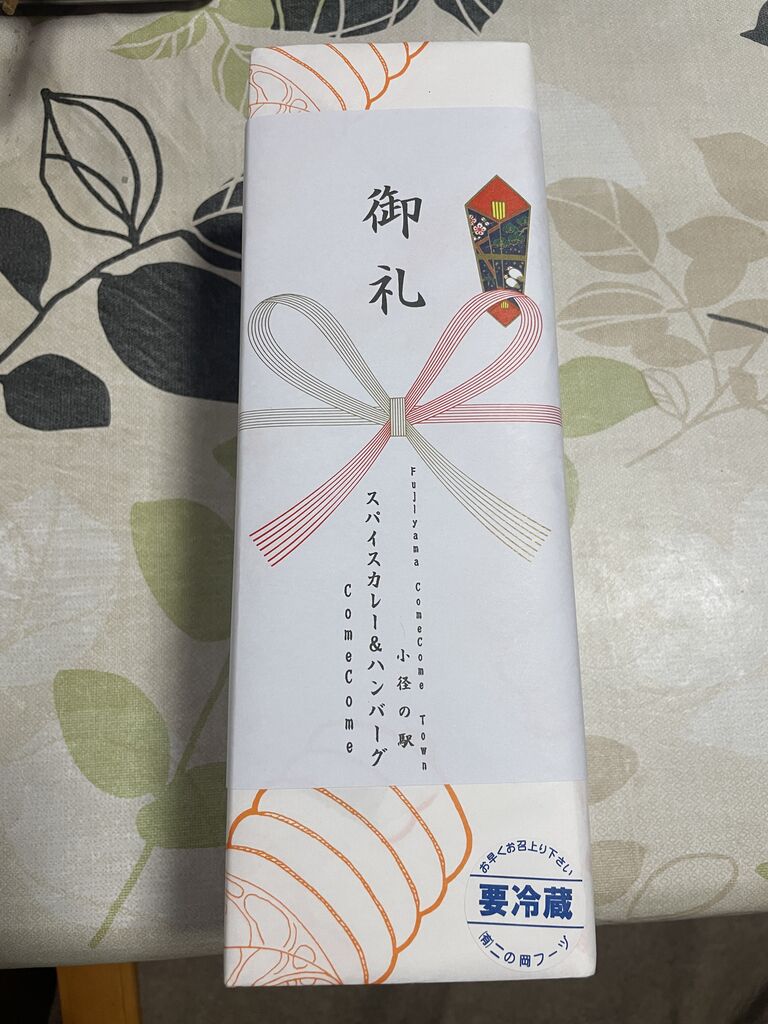 御礼
Fujiyama ComeCome Town
小径の駅
スパイスカレー&ハンバーグ
ComeCome
お早くお召上り下さい
要冷蔵
㈲二の岡フーツ